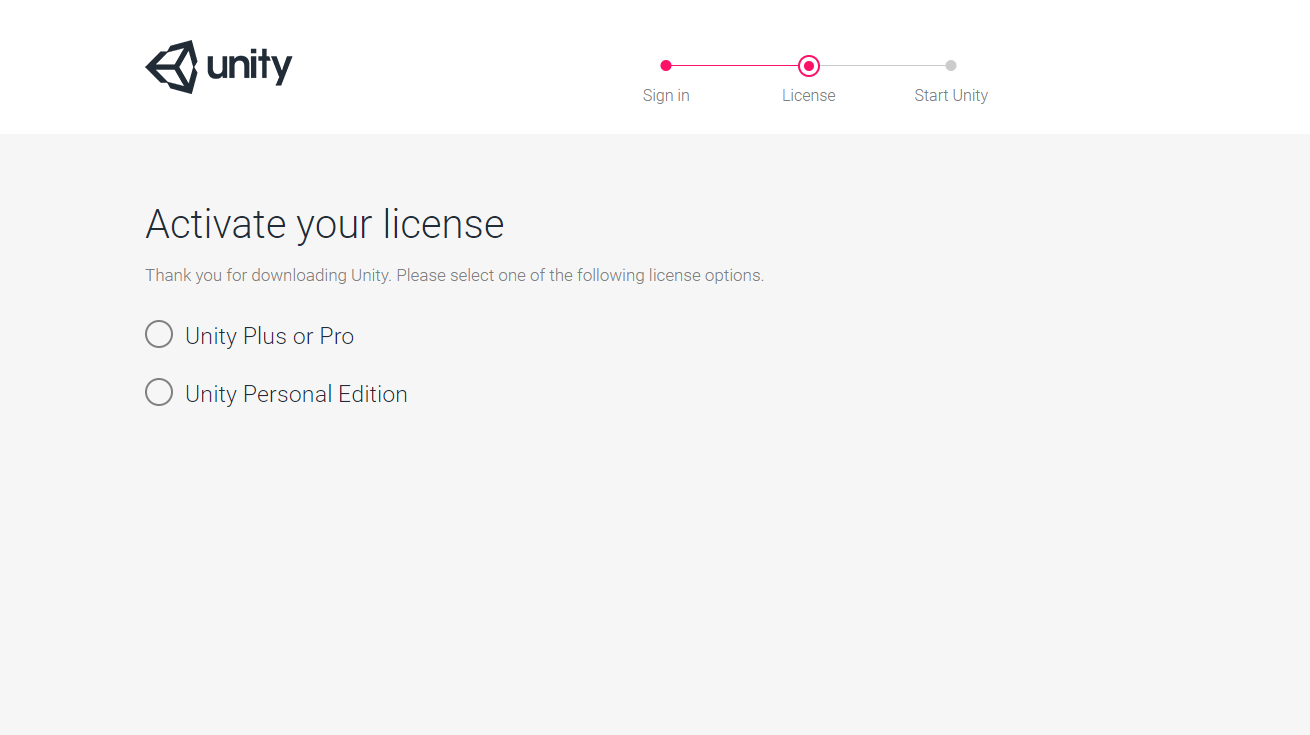 unity
Sign in
License
Start Unity
Activate your license
Thank you for downloading Unity. Please select one of the following license options.
Unity Plus or Pro
Unity Personal Edition